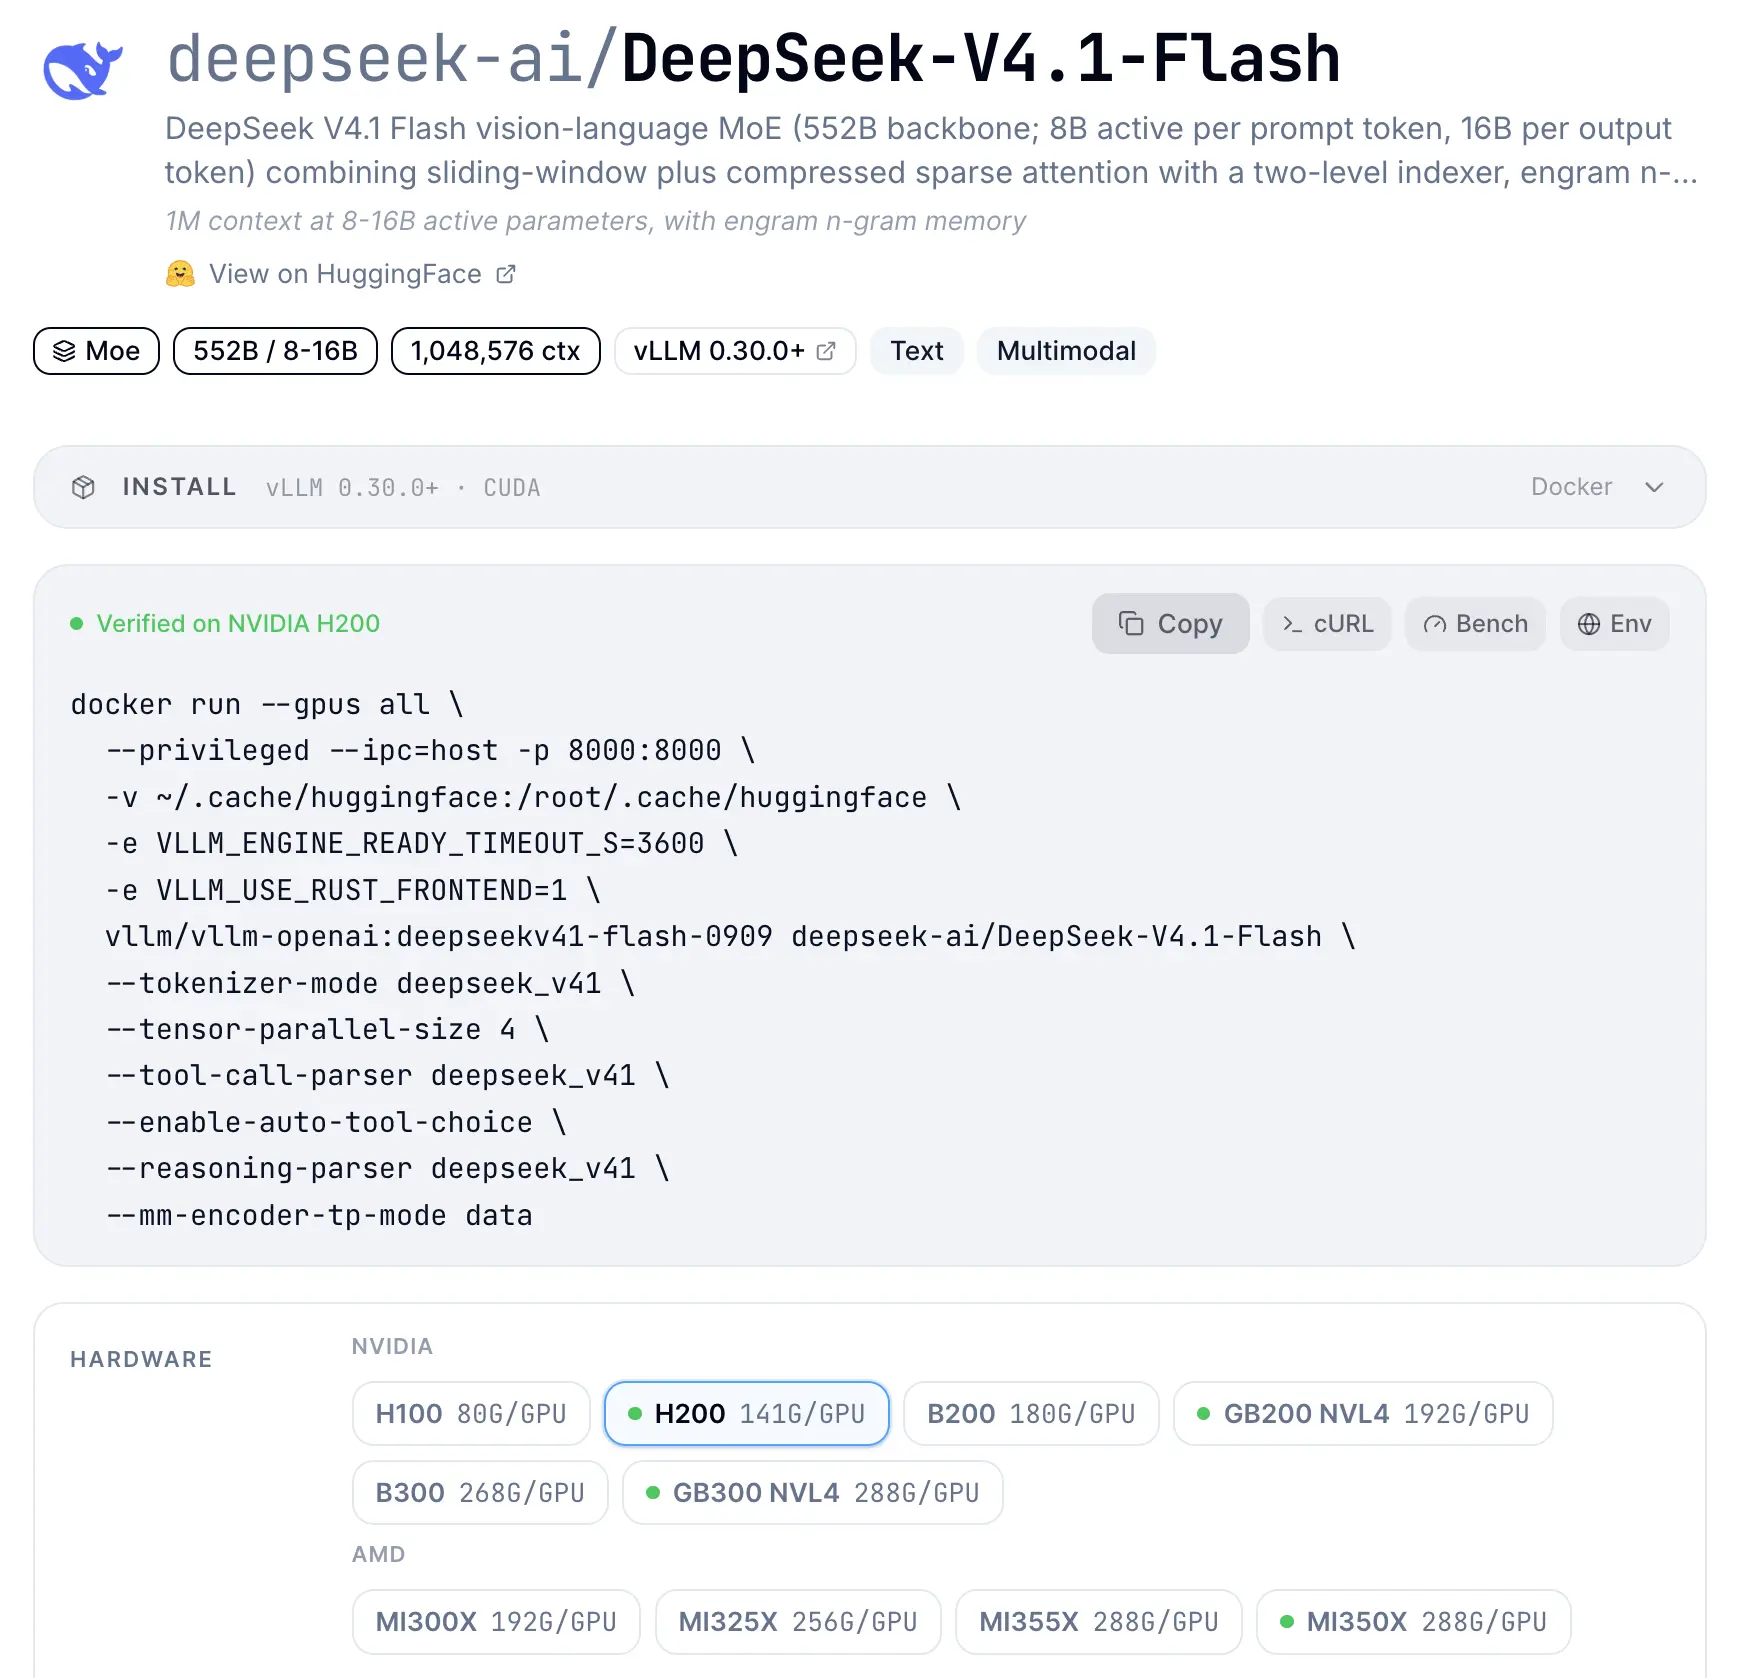 deepseek-ai/DeepSeek-V4.1-Flash
DeepSeek V4.1 Flash vision-language MoE (552B backbone; 8B active per prompt token, 16B per output
token) combining sliding-window plus compressed sparse attention with a two-level indexer, engram n-...
1M context at 8-16B active parameters, with engram n-gram memory
View on HuggingFace
Moe 552B / 8-16B 1,048,576 ctx vLLM 0.30.0+ Text Multimodal
INSTALL vLLM 0.30.0+ · CUDA Docker
Verified on NVIDIA H200 Copy cURL Bench Env
docker run --gpus all \
--privileged --ipc=host -p 8000:8000 \
-v ~/.cache/huggingface:/root/.cache/huggingface \
-e VLLM_ENGINE_READY_TIMEOUT_S=3600 \
-e VLLM_USE_RUST_FRONTEND=1 \
vllm/vllm-openai:deepseekv41-flash-0909 deepseek-ai/DeepSeek-V4.1-Flash \
--tokenizer-mode deepseek_v41 \
--tensor-parallel-size 4 \
--tool-call-parser deepseek_v41 \
--enable-auto-tool-choice \
--reasoning-parser deepseek_v41 \
--mm-encoder-tp-mode data
HARDWARE
NVIDIA
H100 80G/GPU H200 141G/GPU B200 180G/GPU GB200 NVL4 192G/GPU
B300 268G/GPU GB300 NVL4 288G/GPU
AMD
MI300X 192G/GPU MI325X 256G/GPU MI355X 288G/GPU MI350X 288G/GPU